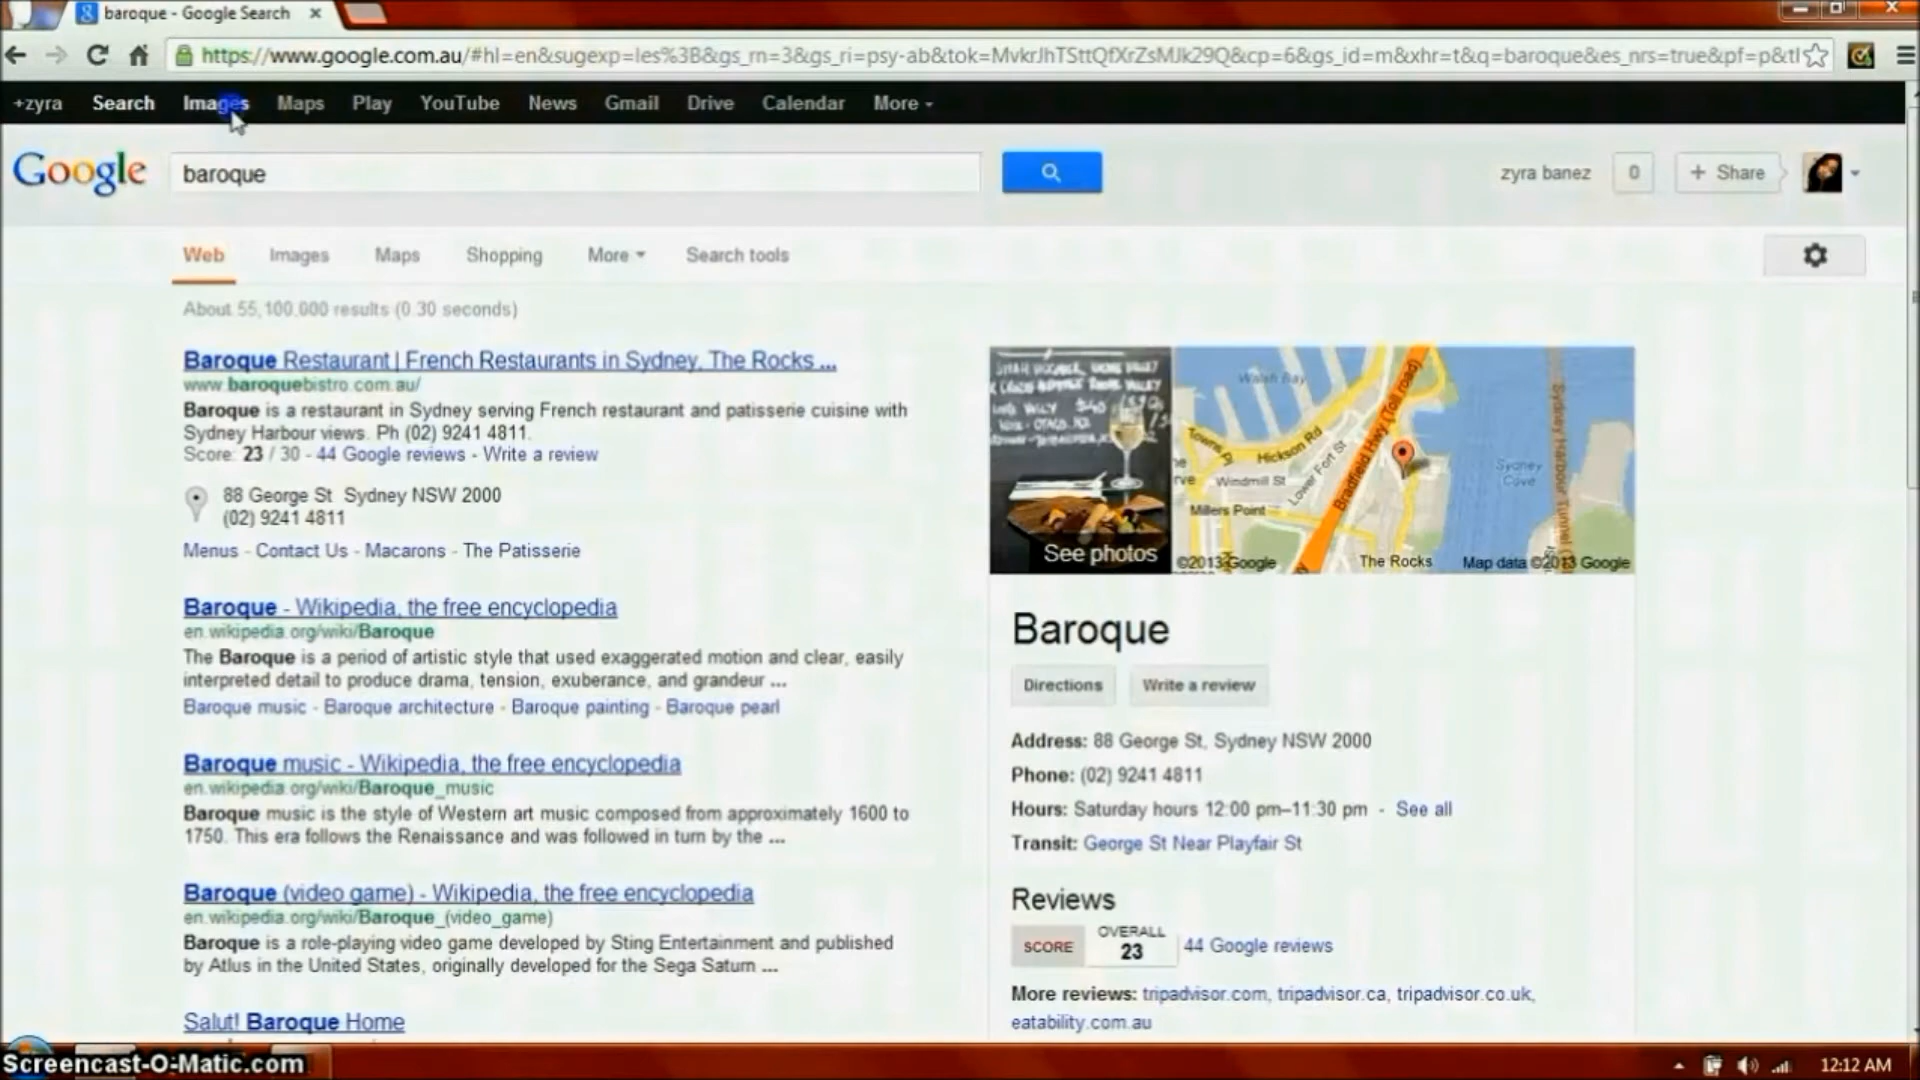 baroque - Google Search
https://www.google.com.au/#hl=en&sugexp=les%3B&gs_rn=3&gs_ri=psy-ab&tok=MvkrJhTSttQfXrZsMJk29Q&cp=6&gs_id=m&xhr=t&q=baroque&es_nrs=true&pf=p&tl
+zyra Search Images Maps Play YouTube News Gmail Drive Calendar More
Google baroque zyra banez 0 + Share
Web Images Maps Shopping More Search tools
About 55,100,000 results (0.30 seconds)
Baroque Restaurant | French Restaurants in Sydney, The Rocks ...
www.baroquebistro.com.au/
Baroque is a restaurant in Sydney serving French restaurant and patisserie cuisine with
Sydney Harbour views. Ph (02) 9241 4811.
Score: 23 / 30 - 44 Google reviews - Write a review
88 George St Sydney NSW 2000
(02) 9241 4811
Menus - Contact Us - Macarons - The Patisserie
Baroque - Wikipedia, the free encyclopedia
en.wikipedia.org/wiki/Baroque
The Baroque is a period of artistic style that used exaggerated motion and clear, easily
interpreted detail to produce drama, tension, exuberance, and grandeur ...
Baroque music - Baroque architecture - Baroque painting - Baroque pearl
Baroque music - Wikipedia, the free encyclopedia
en.wikipedia.org/wiki/Baroque_music
Baroque music is the style of Western art music composed from approximately 1600 to
1750. This era follows the Renaissance and was followed in turn by the ...
Baroque (video game) - Wikipedia, the free encyclopedia
en.wikipedia.org/wiki/Baroque_(video_game)
Baroque is a role-playing video game developed by Sting Entertainment and published
by Atlus in the United States, originally developed for the Sega Saturn ...
Salut! Baroque Home
See photos
Walsh Bay
Towns Pl
Hickson Rd
Lower Fort St
Windmill St
Millers Point
Bradfield Hwy (Toll road)
Sydney Cove
Sydney Harbour Tunnel
©2013 Google
The Rocks
Map data ©2013 Google
Baroque
Directions Write a review
Address: 88 George St, Sydney NSW 2000
Phone: (02) 9241 4811
Hours: Saturday hours 12:00 pm–11:30 pm - See all
Transit: George St Near Playfair St
Reviews
SCORE OVERALL 23 44 Google reviews
More reviews: tripadvisor.com, tripadvisor.ca, tripadvisor.co.uk,
eatability.com.au
Screencast-O-Matic.com
12:12 AM